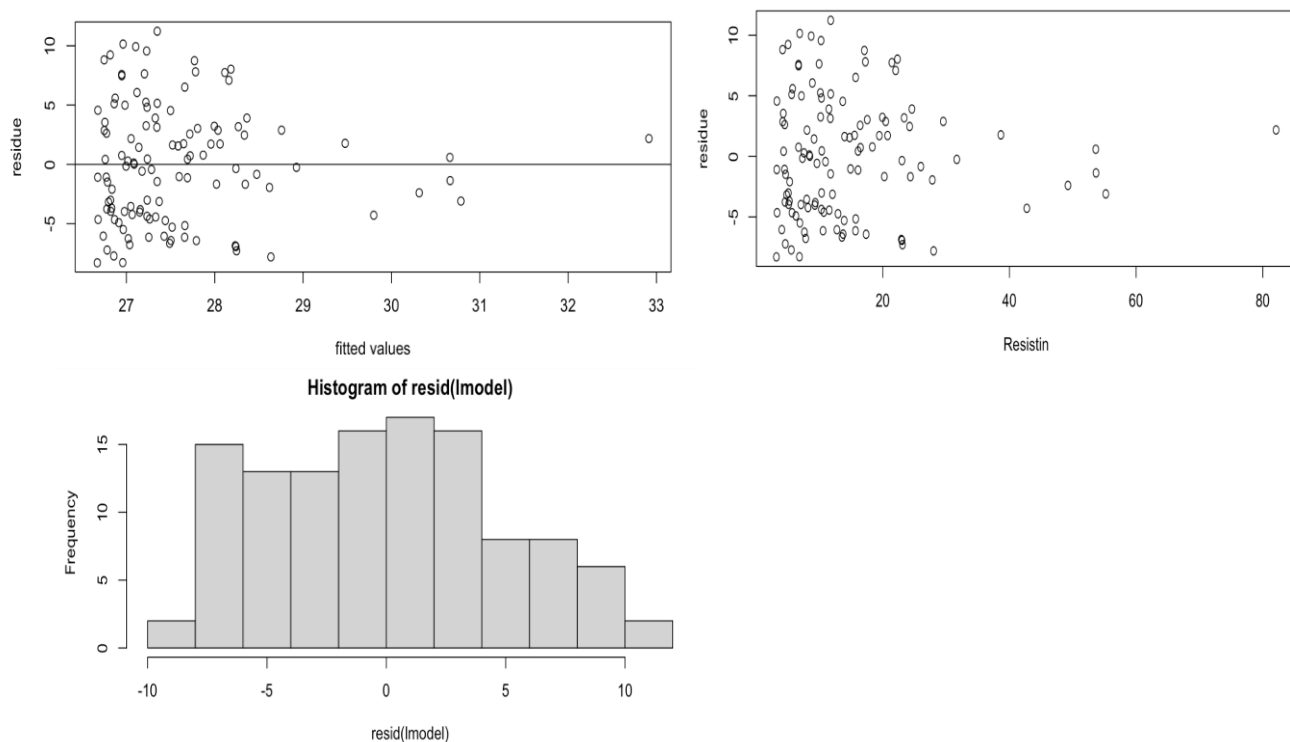 residue
10
5
0
-5
27 28 29 30 31 32 33
fitted values
residue
10
5
0
-5
20 40 60 80
Resistin
Histogram of resid(lmodel)
Frequency
15
10
5
0
-10 -5 0 5 10
resid(lmodel)